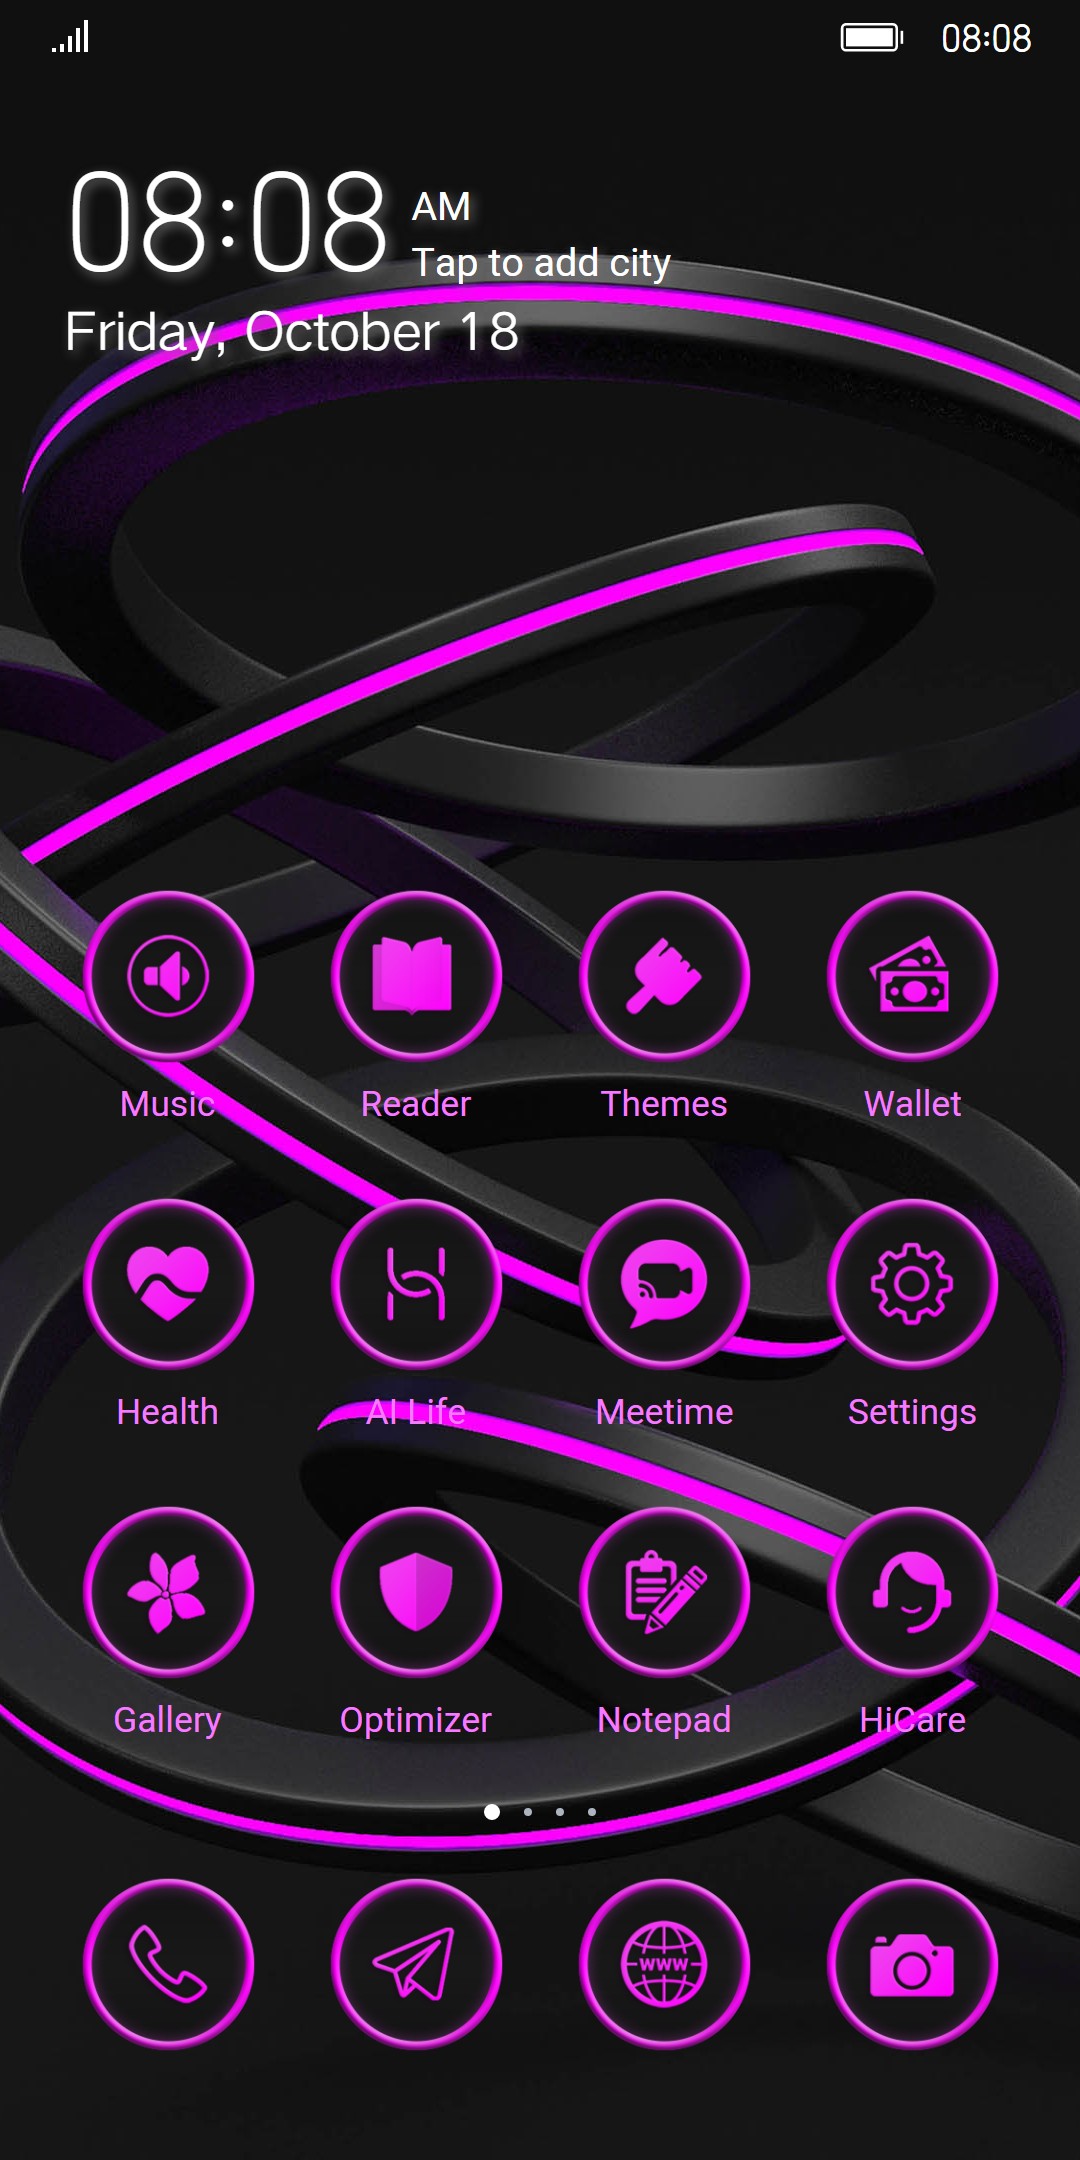 08:08
08:08 AM
Tap to add city
Friday, October 18
Music Reader Themes Wallet
Health AI Life Meetime Settings
Gallery Optimizer Notepad HiCare
WWW